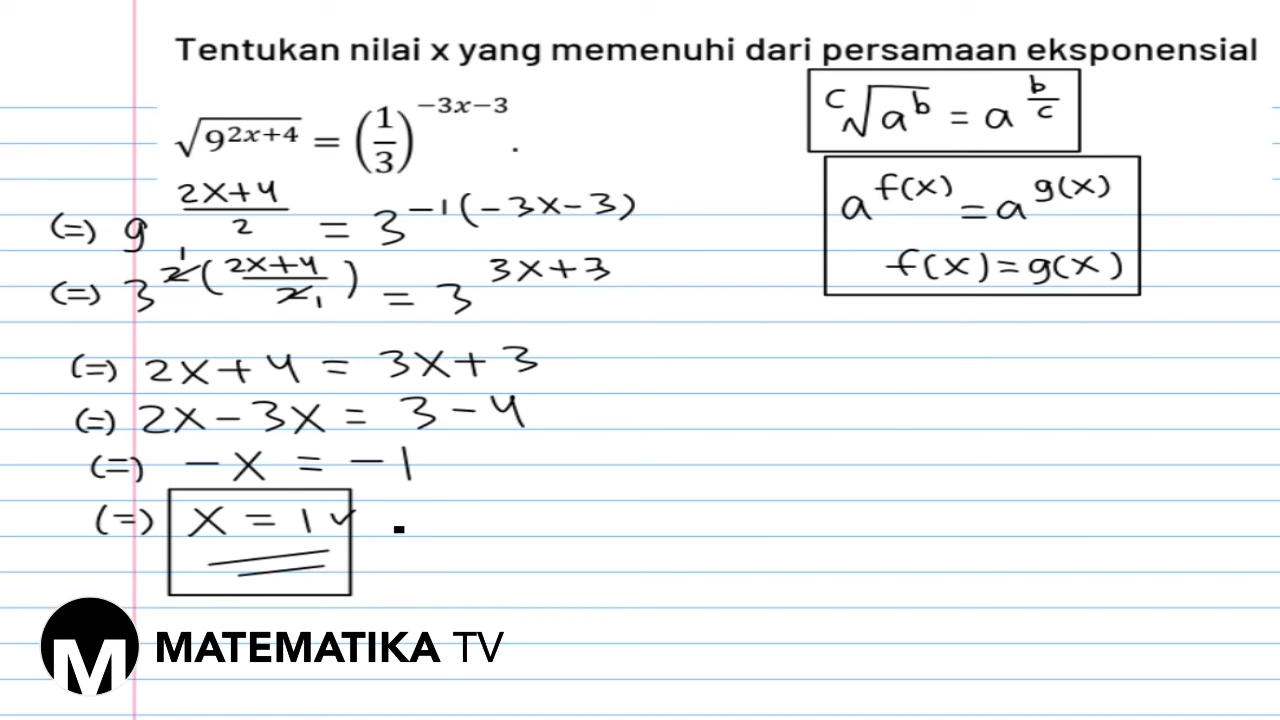 Tentukan nilai x yang memenuhi dari persamaan eksponensial
√(9^(2x+4)) = (1/3)^(−3x−3) .
ᶜ√(a^b) = a^(b/c)
a^(f(x)) = a^(g(x))
f(x) = g(x)
(=) 9^((2x+4)/2) = 3^(−1(−3x−3))
(=) 3^(2̶ 1((2x+4)/(2̶ 1))) = 3^(3x+3)
(=) 2x+4 = 3x+3
(=) 2x − 3x = 3 − 4
(=) −x = −1
(=) x = 1 ✓ .
M MATEMATIKA TV